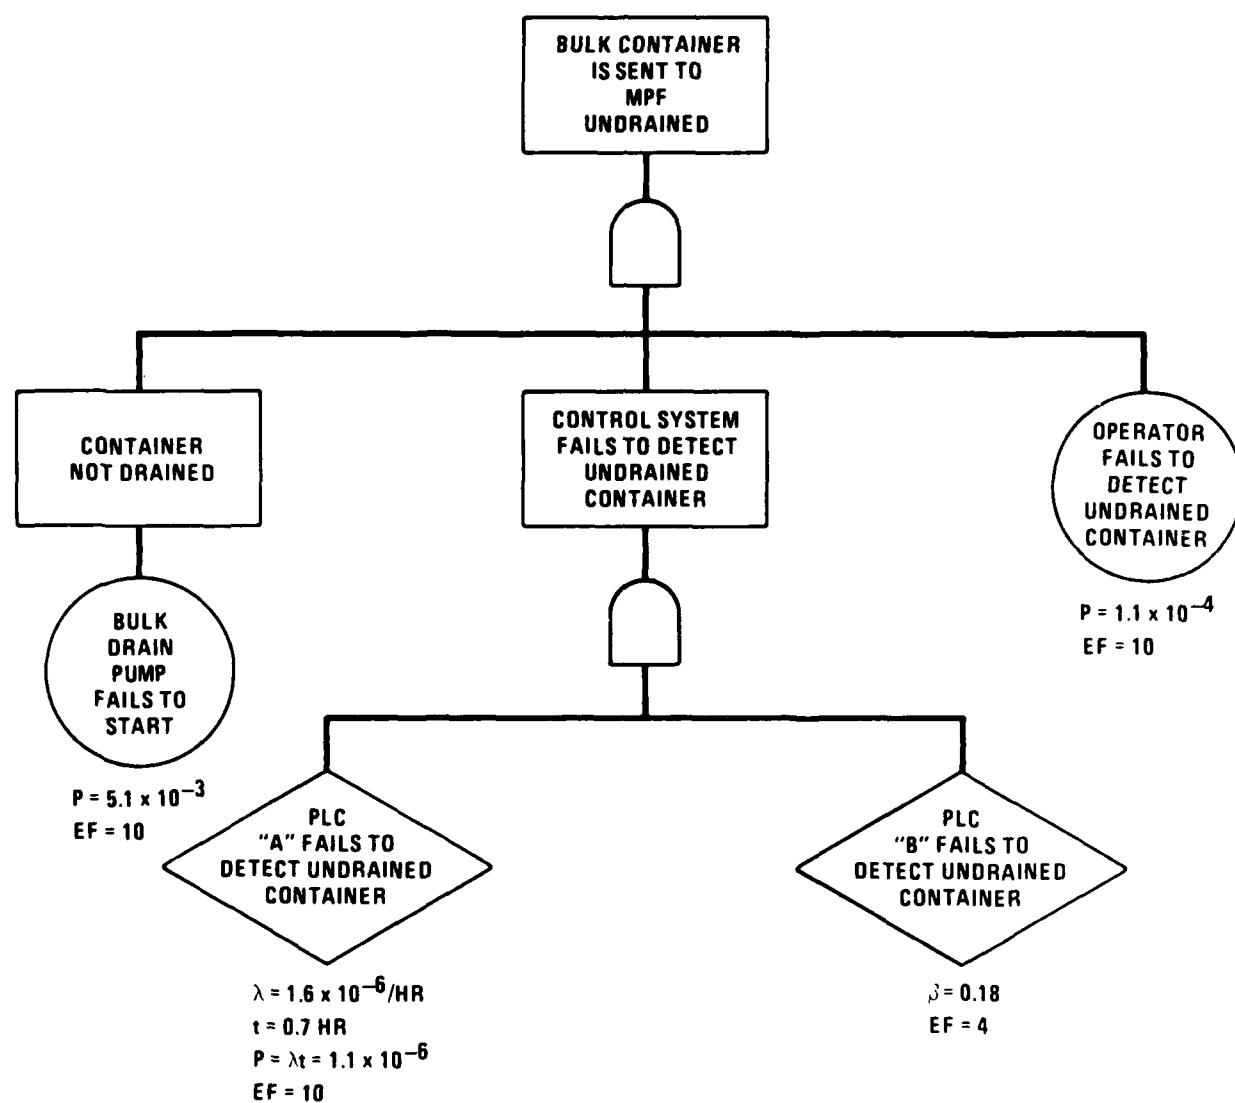 BULK CONTAINER
IS SENT TO
MPF
UNDRAINED
CONTAINER
NOT DRAINED
CONTROL SYSTEM
FAILS TO DETECT
UNDRAINED
CONTAINER
OPERATOR
FAILS TO
DETECT
UNDRAINED
CONTAINER
P = 1.1 x 10⁻⁴
EF = 10
BULK
DRAIN
PUMP
FAILS TO
START
P = 5.1 x 10⁻³
EF = 10
PLC
"A" FAILS TO
DETECT UNDRAINED
CONTAINER
λ = 1.6 x 10⁻⁶/HR
t = 0.7 HR
P = λt = 1.1 x 10⁻⁶
EF = 10
PLC
"B" FAILS TO
DETECT UNDRAINED
CONTAINER
β = 0.18
EF = 4